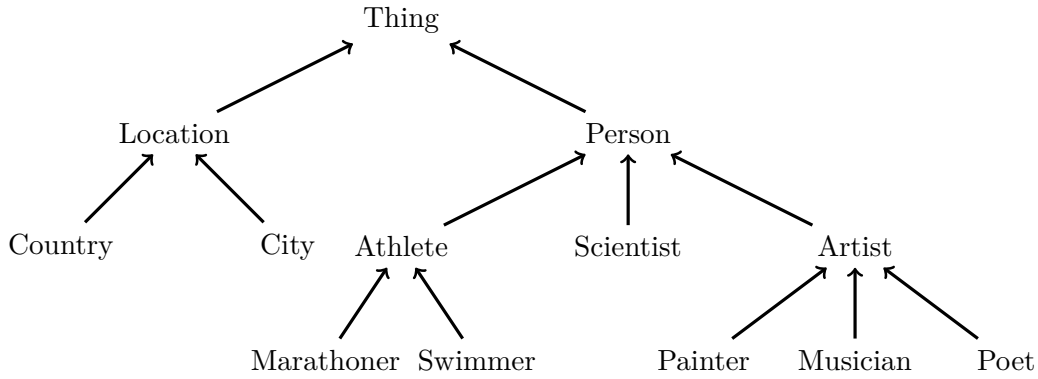 Thing
Location Person
Country City Athlete Scientist Artist
Marathoner Swimmer Painter Musician Poet